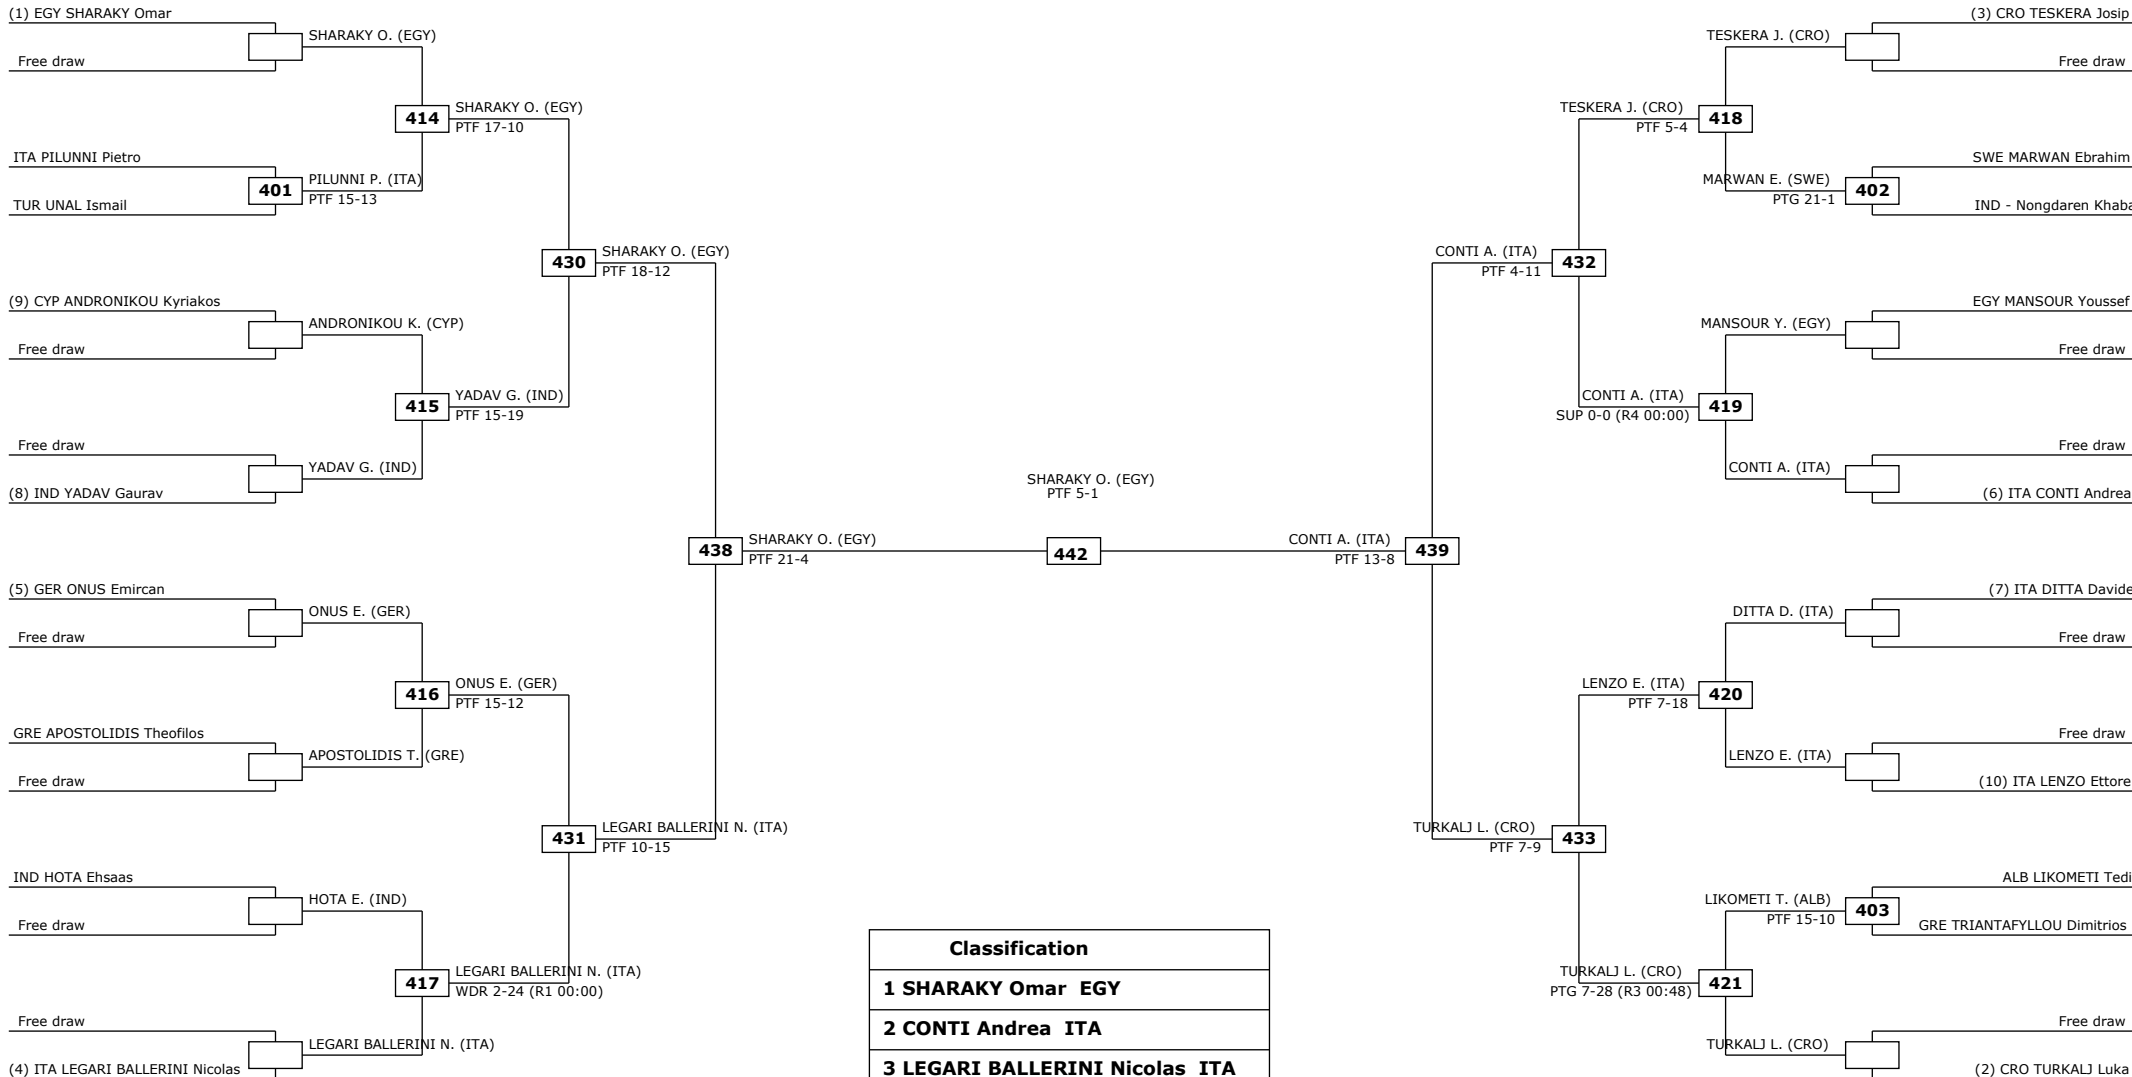 (1) EGY SHARAKY Omar
SHARAKY O. (EGY)
Free draw
414
SHARAKY O. (EGY)
PTF 17-10
ITA PILUNNI Pietro
401
PILUNNI P. (ITA)
PTF 15-13
TUR UNAL Ismail
430
SHARAKY O. (EGY)
PTF 18-12
(9) CYP ANDRONIKOU Kyriakos
ANDRONIKOU K. (CYP)
Free draw
415
YADAV G. (IND)
PTF 15-19
Free draw
YADAV G. (IND)
(8) IND YADAV Gaurav
438
SHARAKY O. (EGY)
PTF 21-4
(5) GER ONUS Emircan
ONUS E. (GER)
Free draw
416
ONUS E. (GER)
PTF 15-12
GRE APOSTOLIDIS Theofilos
APOSTOLIDIS T. (GRE)
Free draw
431
LEGARI BALLERINI N. (ITA)
PTF 10-15
IND HOTA Ehsaas
HOTA E. (IND)
Free draw
417
LEGARI BALLERINI N. (ITA)
WDR 2-24 (R1 00:00)
Free draw
LEGARI BALLERINI N. (ITA)
(4) ITA LEGARI BALLERINI Nicolas
SHARAKY O. (EGY)
PTF 5-1
442
(3) CRO TESKERA Josip
TESKERA J. (CRO)
Free draw
TESKERA J. (CRO)
PTF 5-4
418
SWE MARWAN Ebrahim
MARWAN E. (SWE)
PTG 21-1
402
IND - Nongdaren Khaba
CONTI A. (ITA)
PTF 4-11
432
EGY MANSOUR Youssef
MANSOUR Y. (EGY)
Free draw
CONTI A. (ITA)
SUP 0-0 (R4 00:00)
419
Free draw
CONTI A. (ITA)
(6) ITA CONTI Andrea
CONTI A. (ITA)
PTF 13-8
439
(7) ITA DITTA Davide
DITTA D. (ITA)
Free draw
LENZO E. (ITA)
PTF 7-18
420
Free draw
LENZO E. (ITA)
(10) ITA LENZO Ettore
TURKALJ L. (CRO)
PTF 7-9
433
ALB LIKOMETI Tedi
LIKOMETI T. (ALB)
PTF 15-10
403
GRE TRIANTAFYLLOU Dimitrios
TURKALJ L. (CRO)
PTG 7-28 (R3 00:48)
421
Free draw
TURKALJ L. (CRO)
(2) CRO TURKALJ Luka
Classification
1 SHARAKY Omar EGY
2 CONTI Andrea ITA
3 LEGARI BALLERINI Nicolas ITA